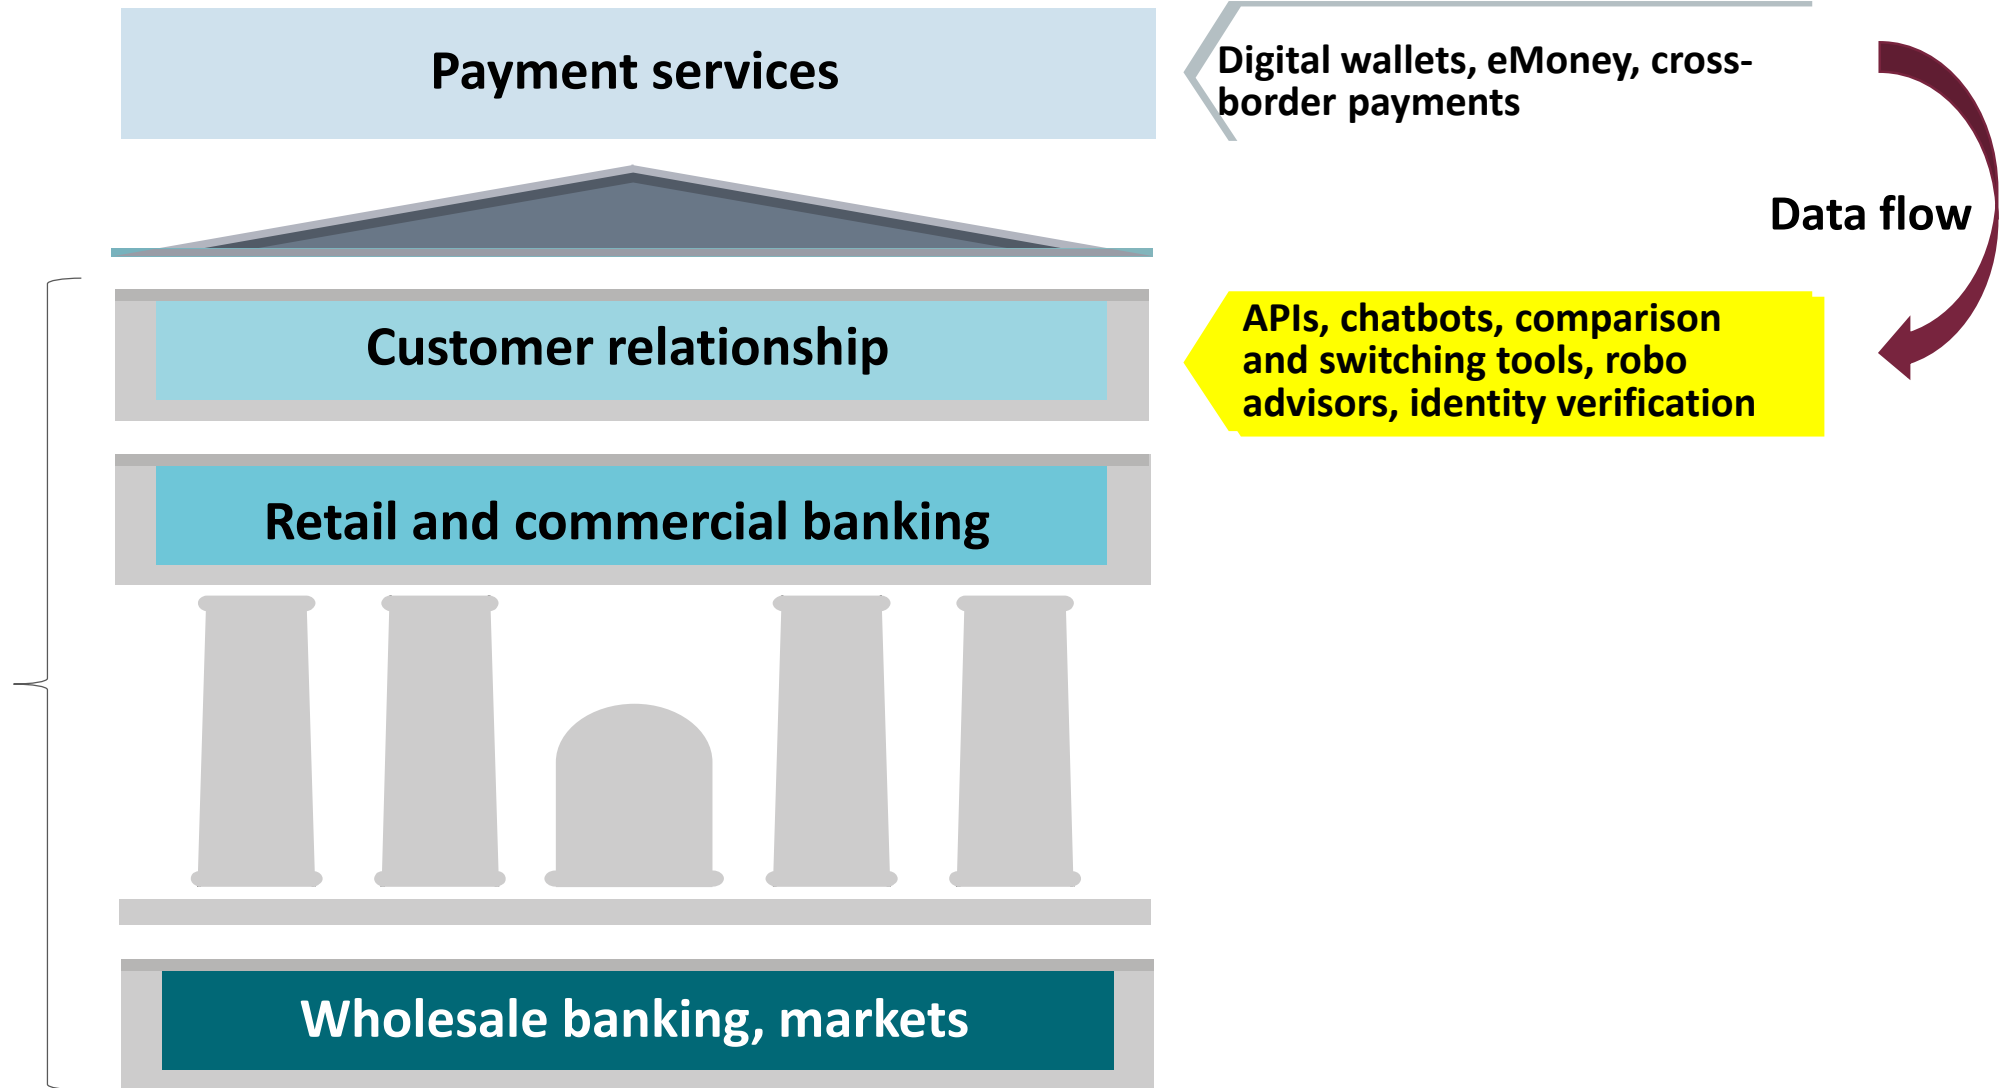 Payment services
Digital wallets, eMoney, cross-
border payments
Data flow
Customer relationship
APIs, chatbots, comparison
and switching tools, robo
advisors, identity verification
Retail and commercial banking
Wholesale banking, markets